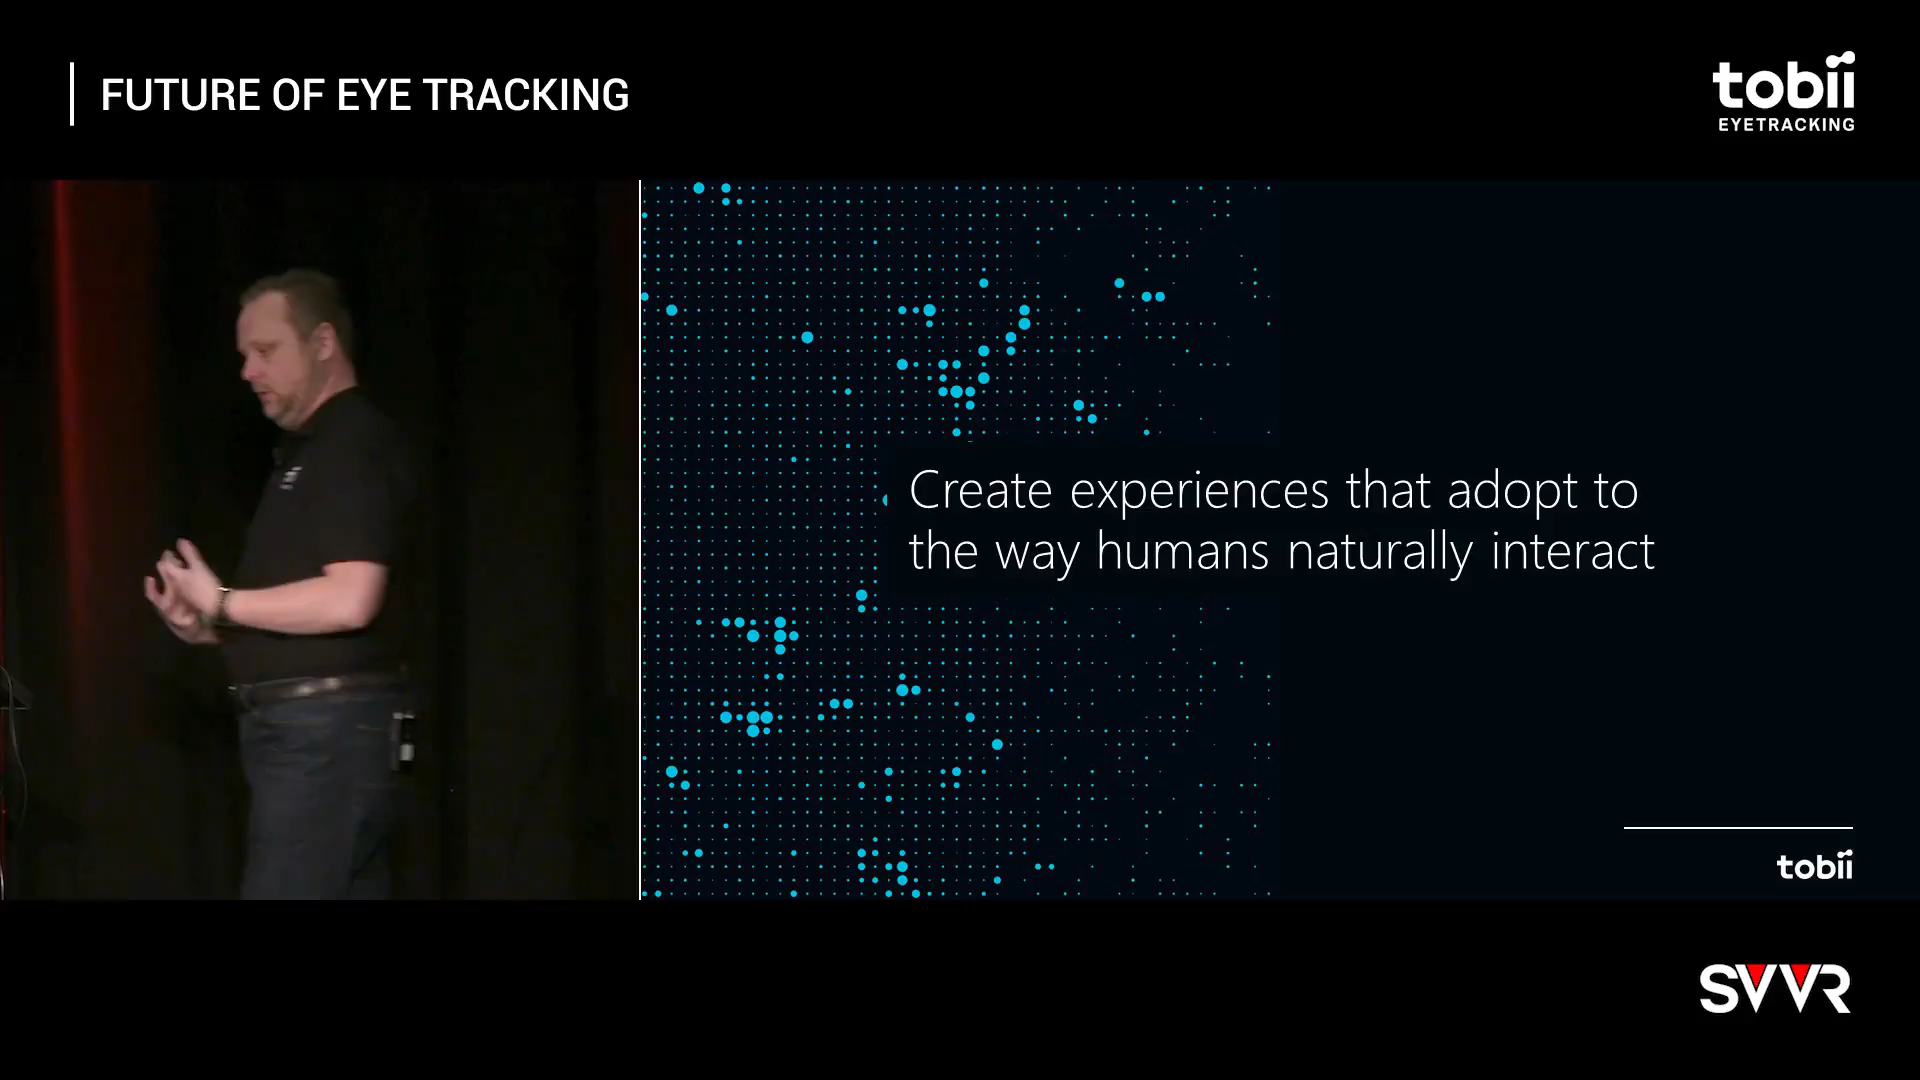 FUTURE OF EYE TRACKING
tobii
EYETRACKING
Create experiences that adopt to
the way humans naturally interact
tobii
SVVR